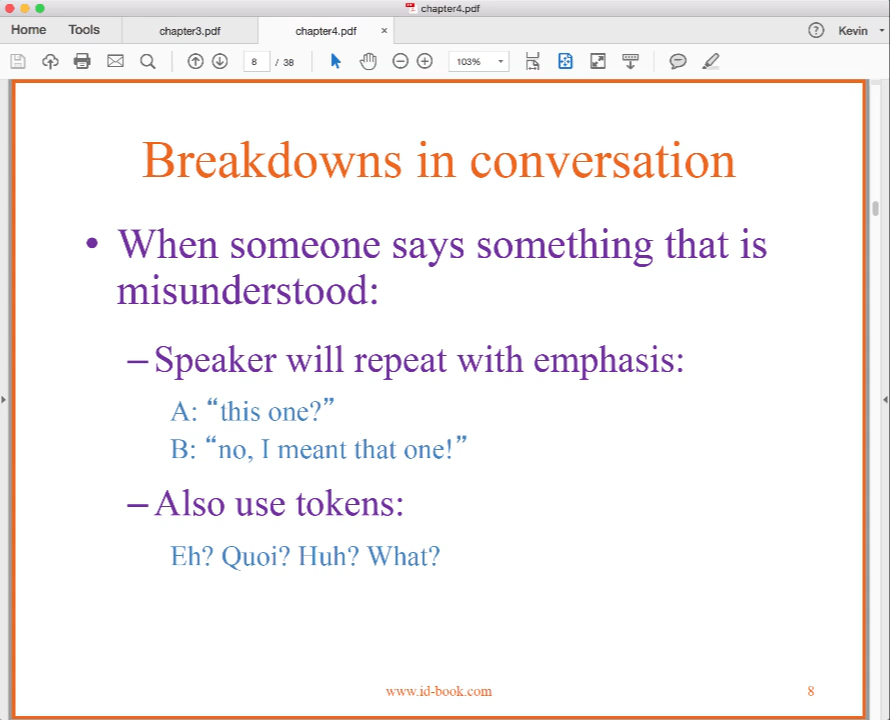 chapter4.pdf
Home Tools chapter3.pdf chapter4.pdf × ? Kevin
8 / 38 103%
Breakdowns in conversation
• When someone says something that is
misunderstood:
– Speaker will repeat with emphasis:
A: “this one?”
B: “no, I meant that one!”
– Also use tokens:
Eh? Quoi? Huh? What?
www.id-book.com 8